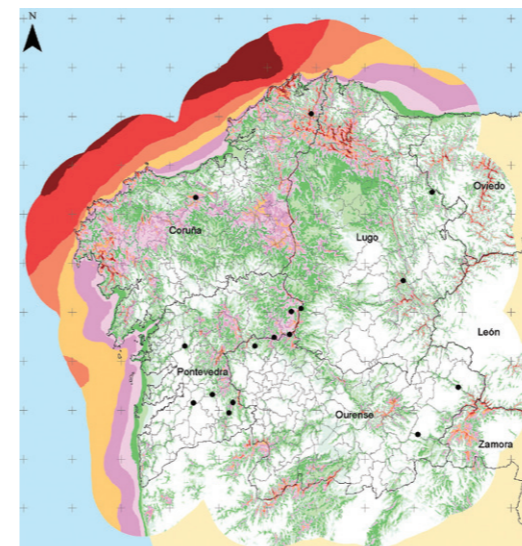 N
Oviedo
Lugo
Coruña
León
Pontevedra
Ourense
Zamora